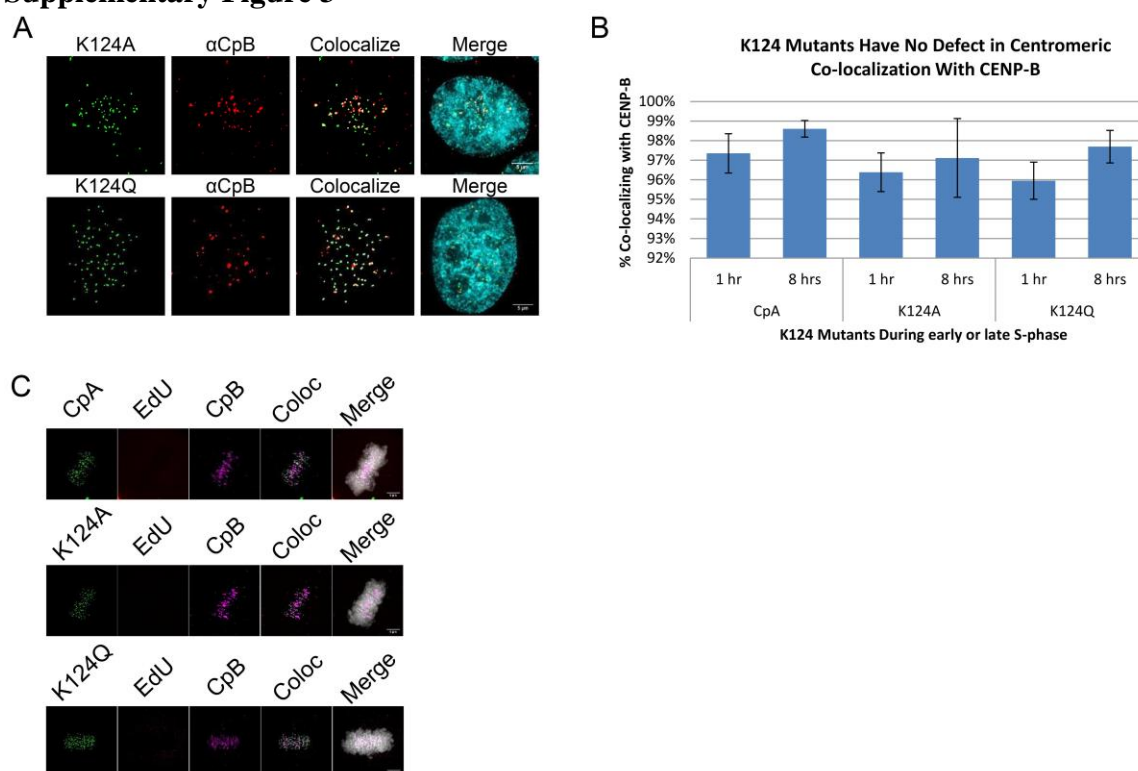 Supplementary Figure 3
A
K124A αCpB Colocalize Merge
K124Q αCpB Colocalize Merge
5 μm
B
K124 Mutants Have No Defect in Centromeric
Co-localization With CENP-B
% Co-localizing with CENP-B
100%
99%
98%
97%
96%
95%
94%
93%
92%
1 hr 8 hrs 1 hr 8 hrs 1 hr 8 hrs
CpA K124A K124Q
K124 Mutants During early or late S-phase
C
CpA EdU CpB Coloc Merge
K124A EdU CpB Coloc Merge
K124Q EdU CpB Coloc Merge